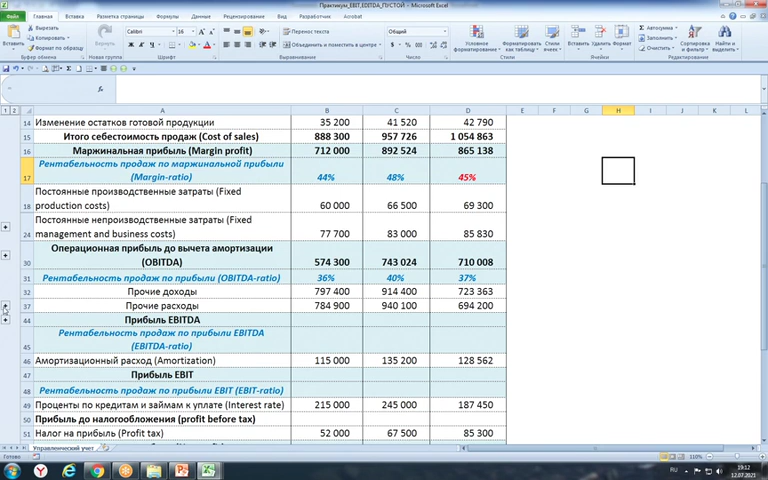 Практикум_EBIT_EDITDA_ПУСТОЙ - Microsoft Excel
Файл Главная Вставка Разметка страницы Формулы Данные Рецензирование Вид Разработчик Acrobat
Вставить Вырезать Копировать Формат по образцу
Буфер обмена
Вернуть
Новая группа
Calibri 16
Ж К Ч
Шрифт
Перенос текста
Объединить и поместить в центре
Выравнивание
Общий
Число
Условное форматирование Форматировать как таблицу Стили ячеек
Стили
Вставить Удалить Формат
Ячейки
Автосумма Заполнить Очистить
Сортировка и фильтр Найти и выделить
Редактирование
fx
1 2
A B C D E F G H I J K L
14 Изменение остатков готовой продукции 35 200 41 520 42 790
15 Итого себестоимость продаж (Cost of sales) 888 300 957 726 1 054 863
16 Маржинальная прибыль (Margin profit) 712 000 892 524 865 138
Рентабельность продаж по маржинальной прибыли
17 (Margin-ratio) 44% 48% 45%
Постоянные производственные затраты (Fixed
18 production costs) 60 000 66 500 69 300
Постоянные непроизводственные затраты (Fixed
24 management and business costs) 77 700 83 000 85 830
Операционная прибыль до вычета амортизации
30 (OBITDA) 574 300 743 024 710 008
31 Рентабельность продаж по прибыли (OBITDA-ratio) 36% 40% 37%
32 Прочие доходы 797 400 914 400 723 363
37 Прочие расходы 784 900 940 100 694 200
44 Прибыль EBITDA
Рентабельность продаж по прибыли EBITDA
45 (EBITDA-ratio)
46 Амортизационный расход (Amortization) 115 000 135 200 128 562
47 Прибыль EBIT
48 Рентабельность продаж по прибыли EBIT (EBIT-ratio)
49 Проценты по кредитам и займам к уплате (Interest rate) 215 000 245 000 187 450
50 Прибыль до налогообложения (profit before tax)
51 Налог на прибыль (Profit tax) 52 000 67 500 85 300
Управленческий учет
Готово
110%
RU
19:12
12.07.2021